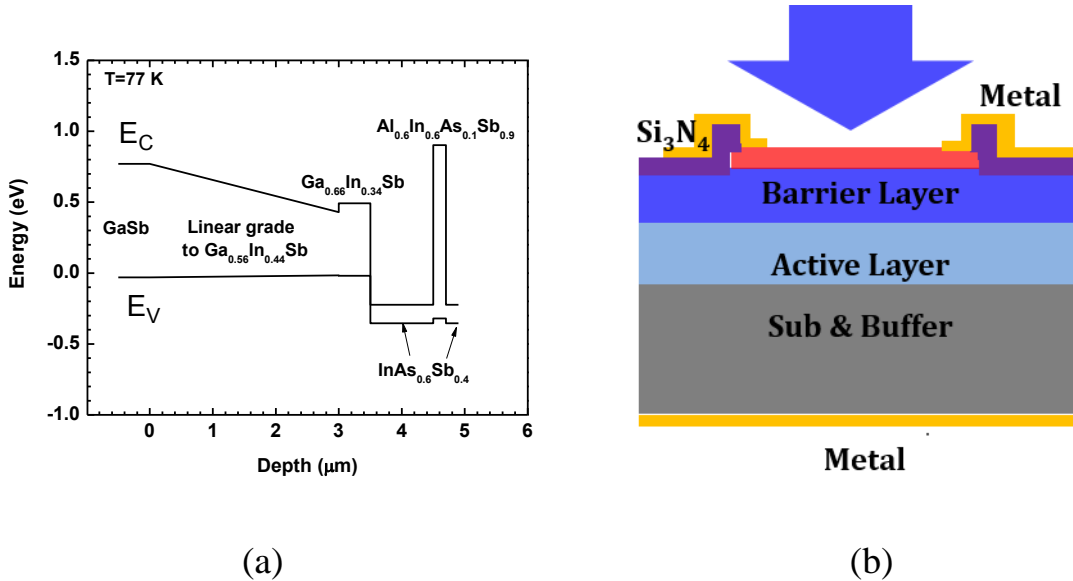 T=77 K
E_C
Al_0.6In_0.6As_0.1Sb_0.9
Ga_0.66In_0.34Sb
GaSb
Linear grade
to Ga_0.56In_0.44Sb
E_V
InAs_0.6Sb_0.4
1.5
1.0
0.5
0.0
-0.5
-1.0
Energy (eV)
0 1 2 3 4 5 6
Depth (μm)
(a)
Metal
Si_3N_4
Barrier Layer
Active Layer
Sub & Buffer
Metal
(b)